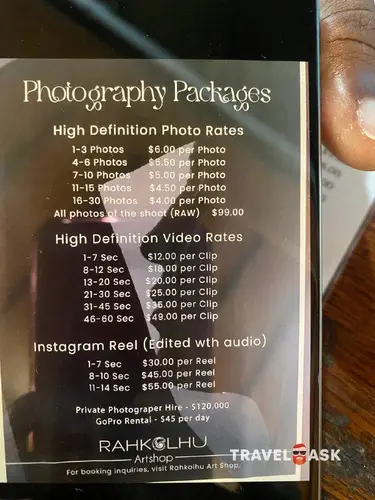 Photography Packages
High Definition Photo Rates
1-3 Photos $6.00 per Photo
4-6 Photos $5.50 per Photo
7-10 Photos $5.00 per Photo
11-15 Photos $4.50 per Photo
16-30 Photos $4.00 per Photo
All photos of the shoot (RAW) $99.00
High Definition Video Rates
1-7 Sec $12.00 per Clip
8-12 Sec $18.00 per Clip
13-20 Sec $20.00 per Clip
21-30 Sec $25.00 per Clip
31-45 Sec $36.00 per Clip
46-60 Sec $49.00 per Clip
Instagram Reel (Edited wth audio)
1-7 Sec $30.00 per Reel
8-10 Sec $45.00 per Reel
11-14 Sec $55.00 per Reel
Private Photograper Hire - $120.000
GoPro Rental - $45 per day
RAHKOLHU
Artshop
For booking inquiries, visit Rahkolhu Art Shop.
TRAVEL ASK